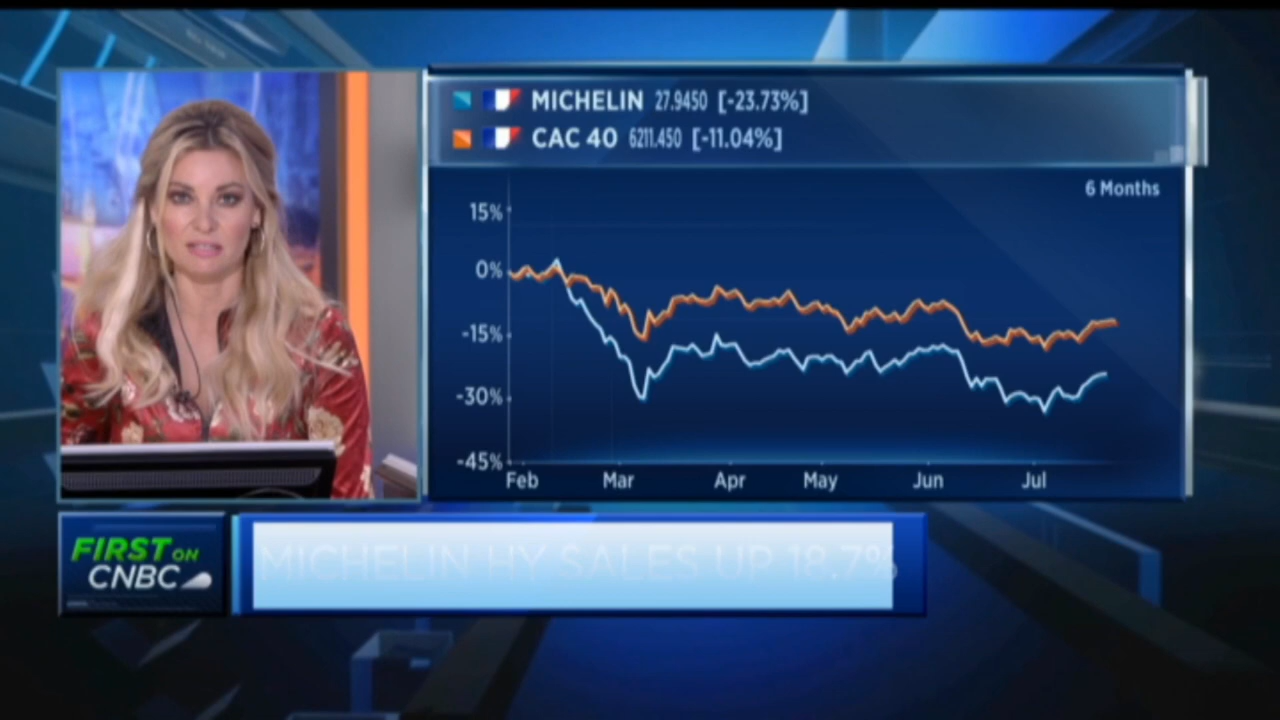 MICHELIN 27.9450 [-23.73%]
CAC 40 6211.450 [-11.04%]
6 Months
15%
0%
-15%
-30%
-45%
Feb Mar Apr May Jun Jul
FIRST ON
CNBC
MICHELIN HY SALES UP 18.7%